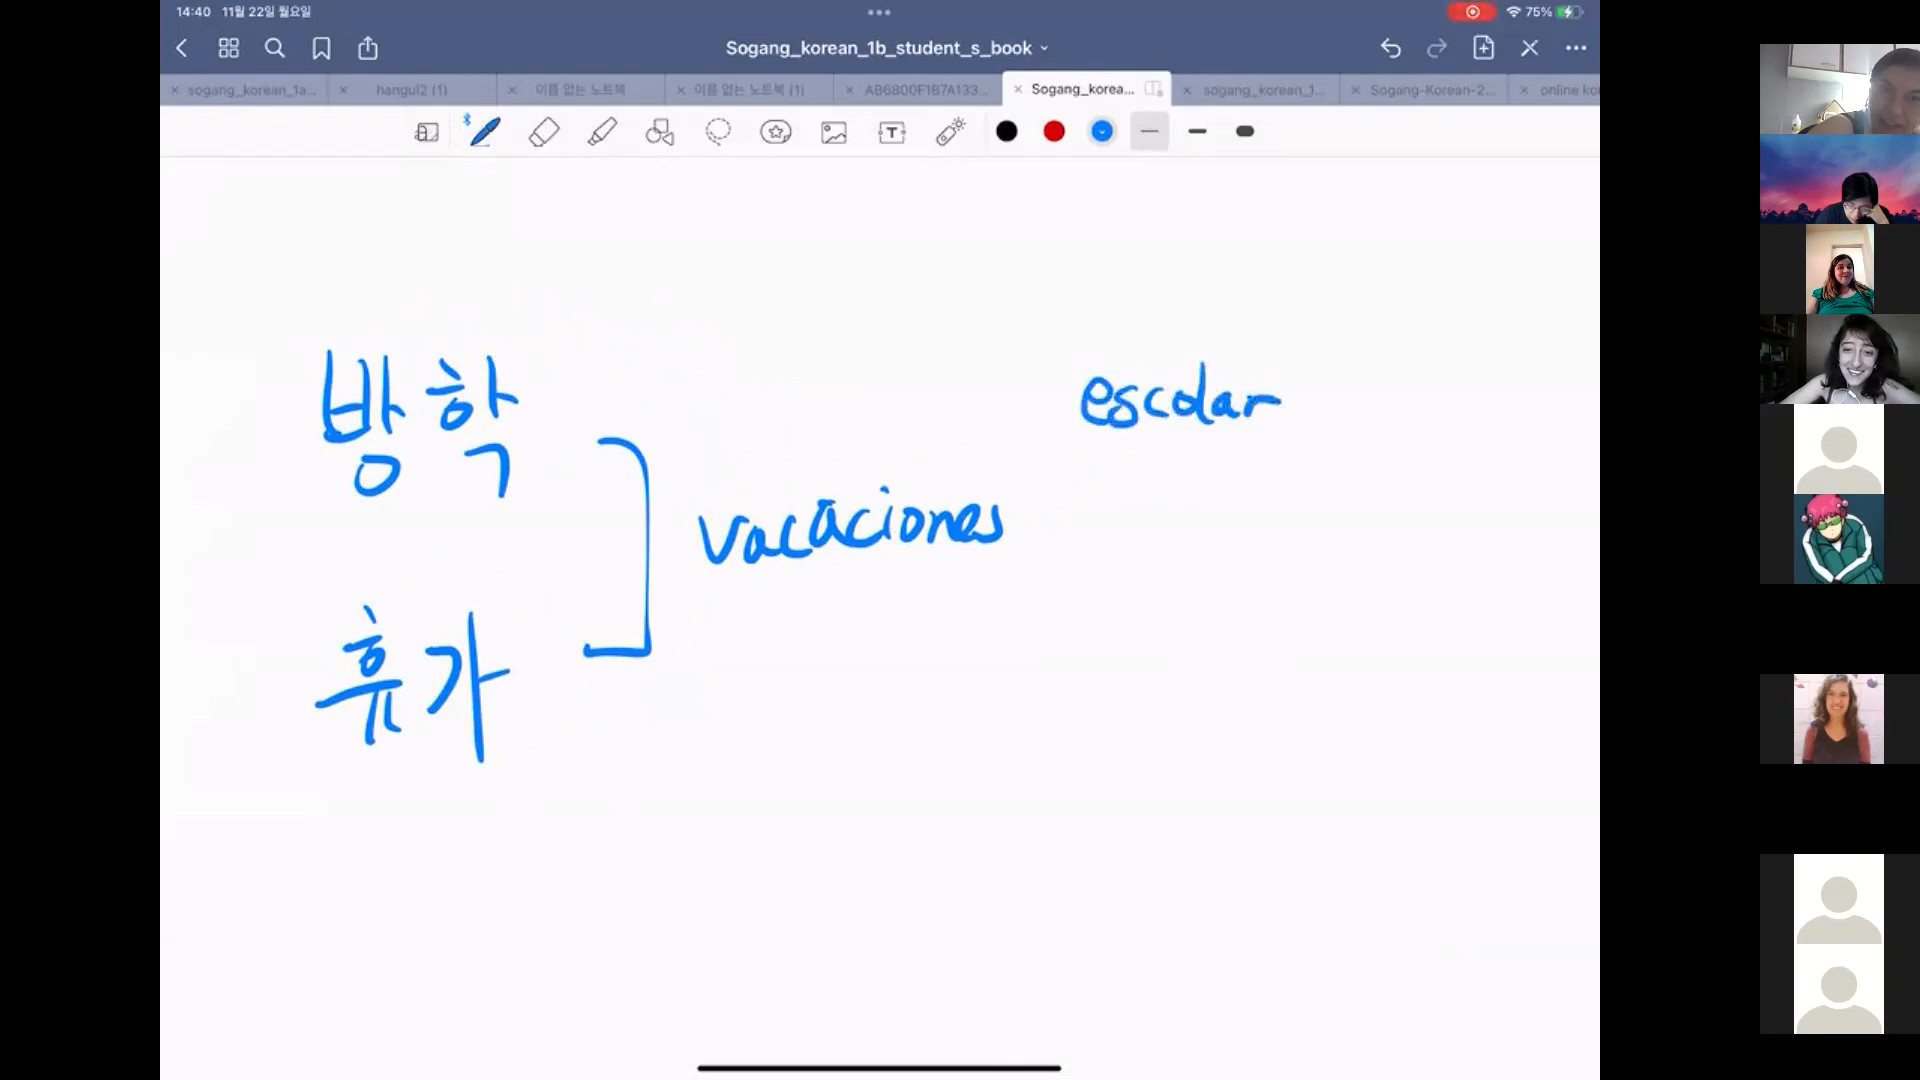 14:40 11월 22일 월요일
75%
Sogang_korean_1b_student_s_book
sogang_korean_1a... hangul2 (1) 이름 없는 노트북 이름 없는 노트북 (1) AB6800F1B7A133... Sogang_korea... sogang_korean_1... Sogang-Korean-2... online ko
방학 escolar
vacaciones
휴가